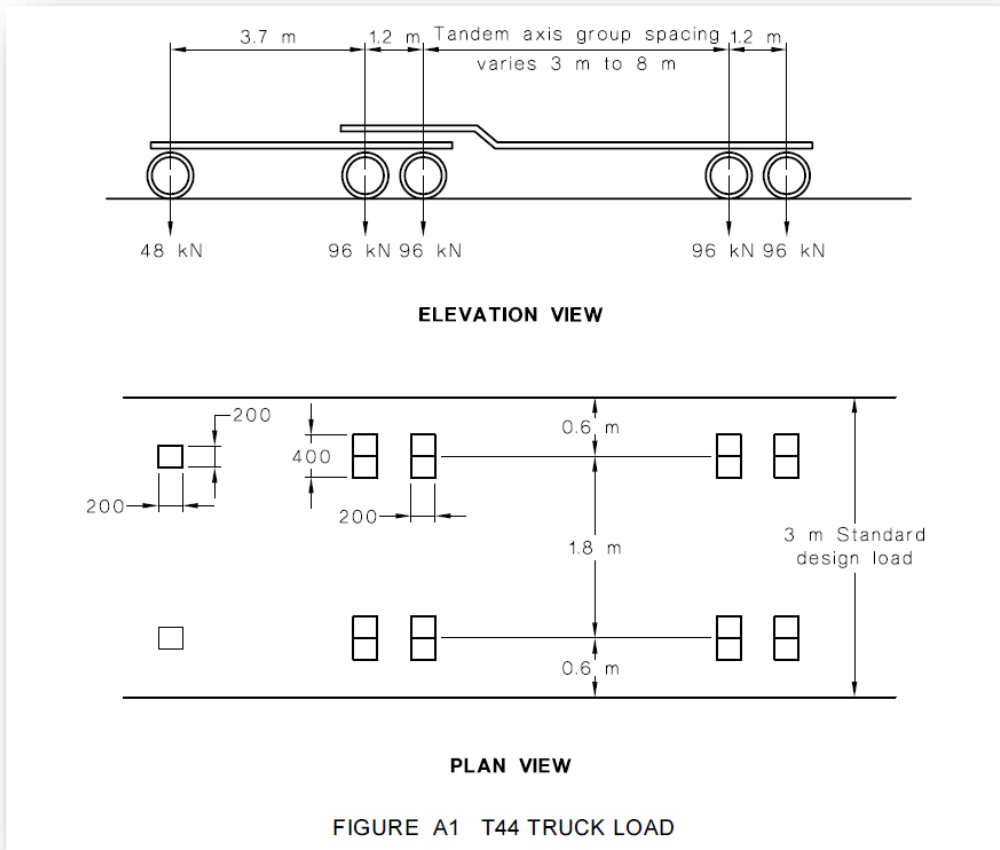 3.7 m 1.2 m Tandem axis group spacing 1.2 m
varies 3 m to 8 m
48 kN 96 kN 96 kN 96 kN 96 kN
ELEVATION VIEW
200
0.6 m
400
200
200
1.8 m
3 m Standard
design load
0.6 m
PLAN VIEW
FIGURE A1 T44 TRUCK LOAD